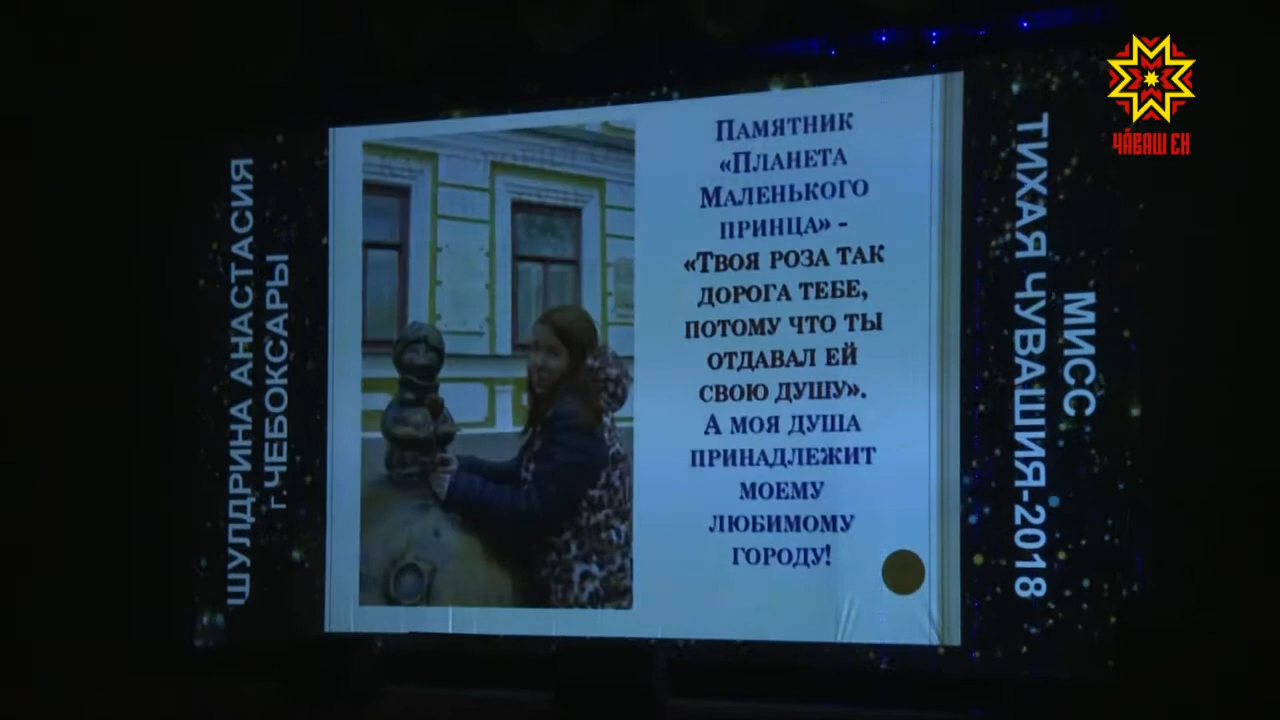 ШУЛДРИНА АНАСТАСИЯ
Г.ЧЕБОКСАРЫ
ПАМЯТНИК
«ПЛАНЕТА
МАЛЕНЬКОГО
ПРИНЦА» -
«ТВОЯ РОЗА ТАК
ДОРОГА ТЕБЕ,
ПОТОМУ ЧТО ТЫ
ОТДАВАЛ ЕЙ
СВОЮ ДУШУ».
А МОЯ ДУША
ПРИНАДЛЕЖИТ
МОЕМУ
ЛЮБИМОМУ
ГОРОДУ!
МИСС
ТИХАЯ ЧУВАШИЯ-2018
ЧĂВАШ ЕН